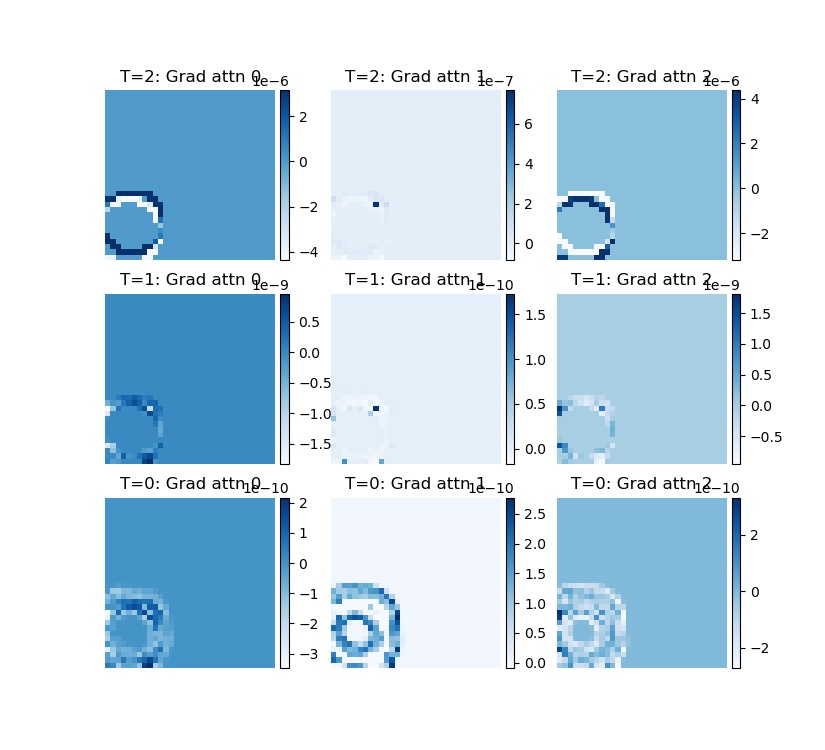 T=2: Grad attn 0
1e−6
T=2: Grad attn 1
1e−7
T=2: Grad attn 2
1e−6
2
0
−2
−4
6
4
2
0
4
2
0
−2
T=1: Grad attn 0
1e−9
T=1: Grad attn 1
1e−10
T=1: Grad attn 2
1e−9
0.5
0.0
−0.5
−1.0
−1.5
1.5
1.0
0.5
0.0
1.5
1.0
0.5
0.0
−0.5
T=0: Grad attn 0
1e−10
T=0: Grad attn 1
1e−10
T=0: Grad attn 2
1e−10
2
1
0
−1
−2
−3
2.5
2.0
1.5
1.0
0.5
0.0
2
0
−2